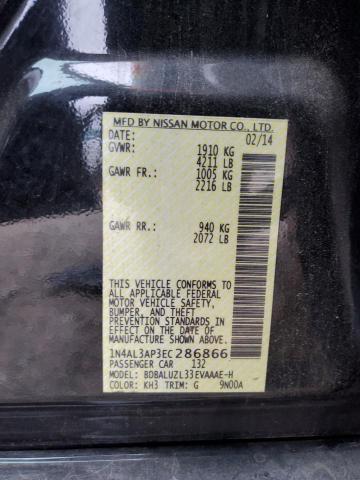 MFD BY NISSAN MOTOR CO., LTD.
DATE: 02/14
GVWR: 1910 KG
4211 LB
GAWR FR.: 1005 KG
2216 LB
GAWR RR.: 940 KG
2072 LB
THIS VEHICLE CONFORMS TO
ALL APPLICABLE FEDERAL
MOTOR VEHICLE SAFETY,
BUMPER, AND THEFT
PREVENTION STANDARDS IN
EFFECT ON THE DATE OF
MANUFACTURE SHOWN ABOVE.
1N4AL3AP3EC286866
PASSENGER CAR 132
MODEL: BDBALUZL33EVAAAE-H
COLOR: KH3 TRIM: G 9N00A